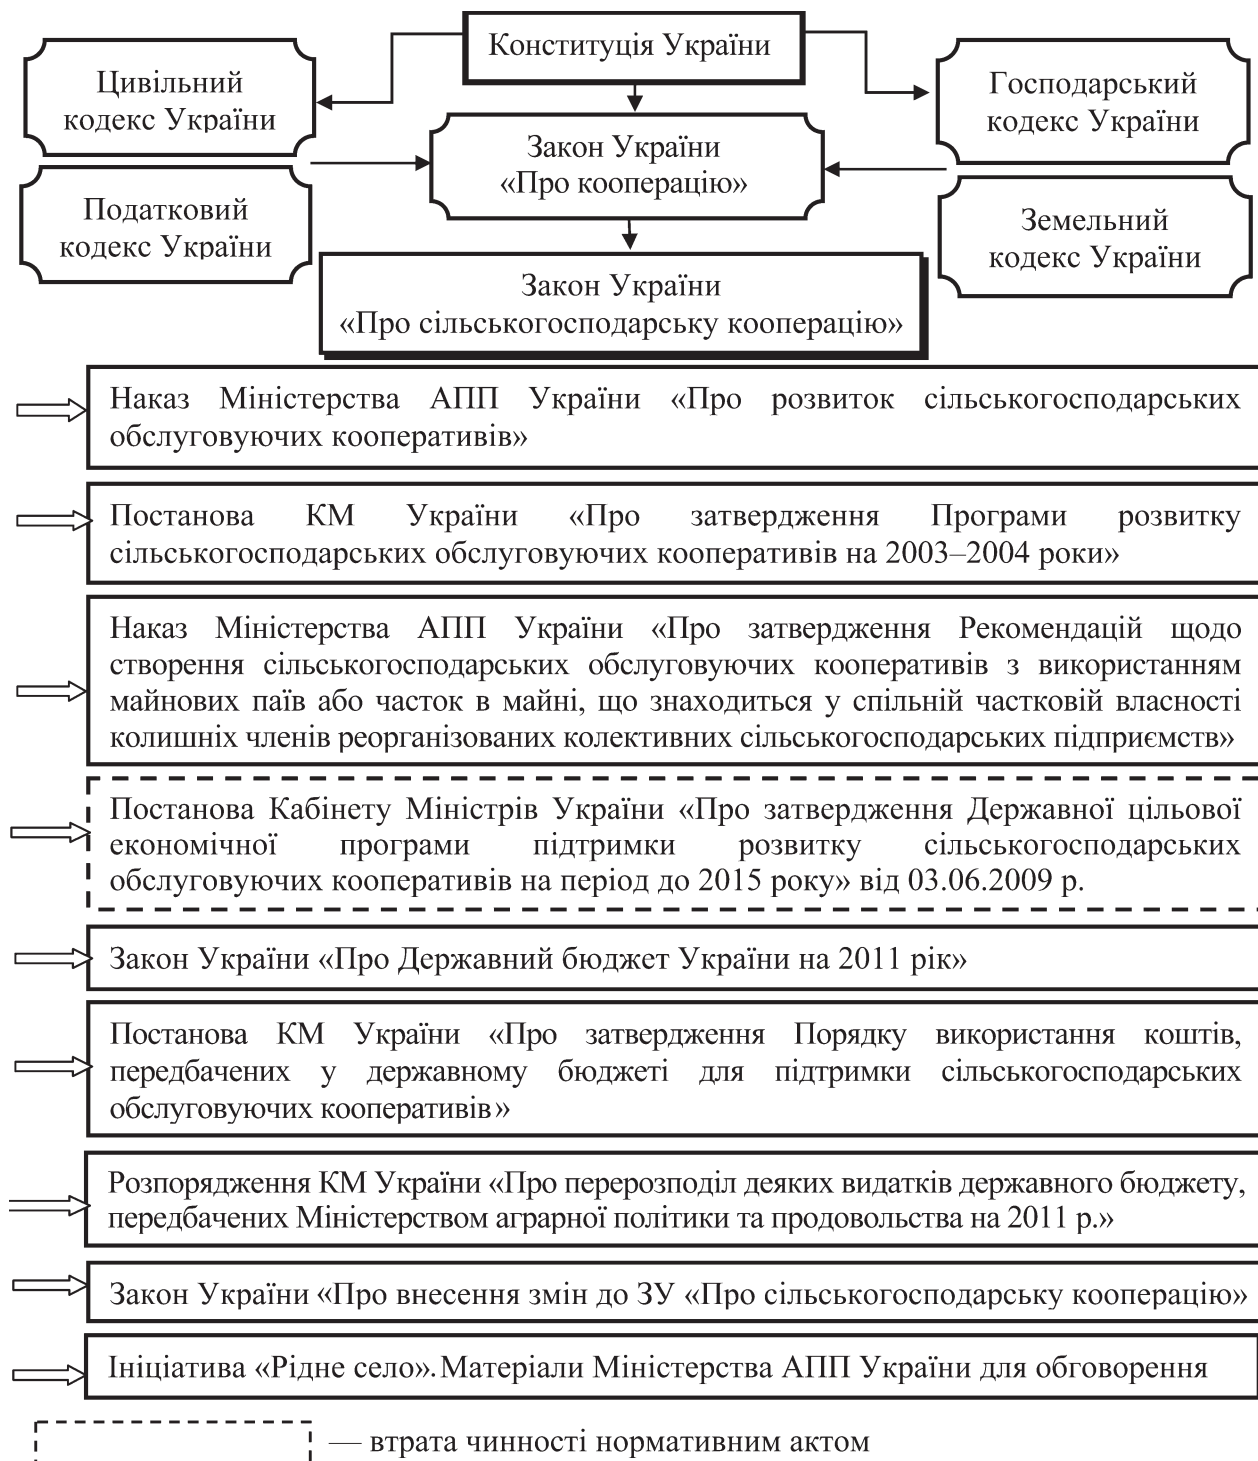 Конституція України
Цивільний
кодекс України
Господарський
кодекс України
Закон України
«Про кооперацію»
Податковий
кодекс України
Земельний
кодекс України
Закон України
«Про сільськогосподарську кооперацію»
Наказ Міністерства АПП України «Про розвиток сільськогосподарських
обслуговуючих кооперативів»
Постанова КМ України «Про затвердження Програми розвитку
сільськогосподарських обслуговуючих кооперативів на 2003–2004 роки»
Наказ Міністерства АПП України «Про затвердження Рекомендацій щодо
створення сільськогосподарських обслуговуючих кооперативів з використанням
майнових паїв або часток в майні, що знаходиться у спільній частковій власності
колишніх членів реорганізованих колективних сільськогосподарських підприємств»
Постанова Кабінету Міністрів України «Про затвердження Державної цільової
економічної програми підтримки розвитку сільськогосподарських
обслуговуючих кооперативів на період до 2015 року» від 03.06.2009 р.
Закон України «Про Державний бюджет України на 2011 рік»
Постанова КМ України «Про затвердження Порядку використання коштів,
передбачених у державному бюджеті для підтримки сільськогосподарських
обслуговуючих кооперативів»
Розпорядження КМ України «Про перерозподіл деяких видатків державного бюджету,
передбачених Міністерством аграрної політики та продовольства на 2011 р.»
Закон України «Про внесення змін до ЗУ «Про сільськогосподарську кооперацію»
Ініціатива «Рідне село». Матеріали Міністерства АПП України для обговорення
— втрата чинності нормативним актом